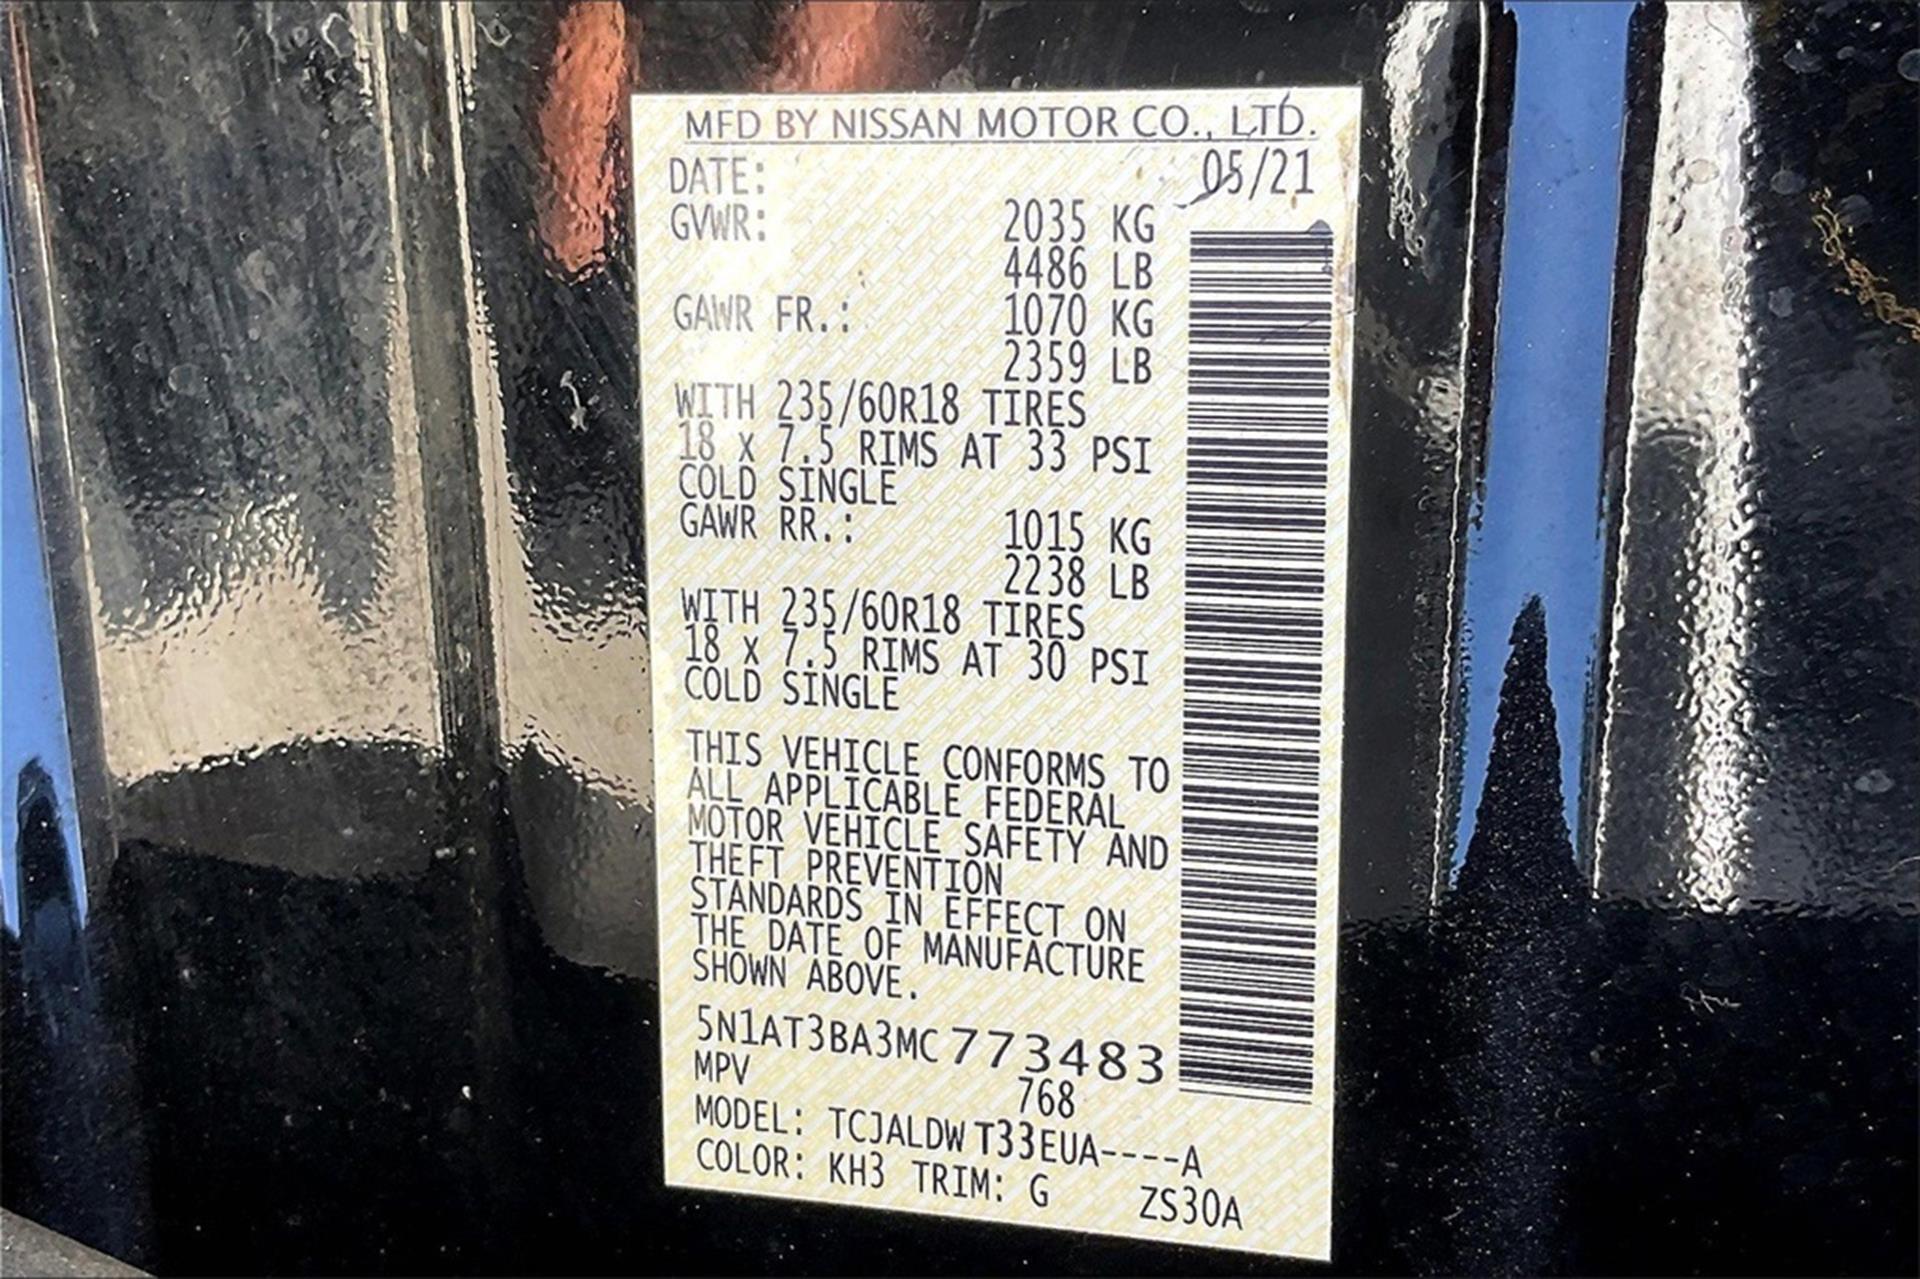 MFD BY NISSAN MOTOR CO., LTD.
DATE: 05/21
GVWR: 2035 KG
4486 LB
GAWR FR.: 1070 KG
2359 LB
WITH 235/60R18 TIRES
18 x 7.5 RIMS AT 33 PSI
COLD SINGLE
GAWR RR.: 1015 KG
2238 LB
WITH 235/60R18 TIRES
18 x 7.5 RIMS AT 30 PSI
COLD SINGLE
THIS VEHICLE CONFORMS TO
ALL APPLICABLE FEDERAL
MOTOR VEHICLE SAFETY AND
THEFT PREVENTION
STANDARDS IN EFFECT ON
THE DATE OF MANUFACTURE
SHOWN ABOVE.
5N1AT3BA3MC773483
MPV 768
MODEL: TCJALDWT33EUA----A
COLOR: KH3 TRIM: G ZS30A